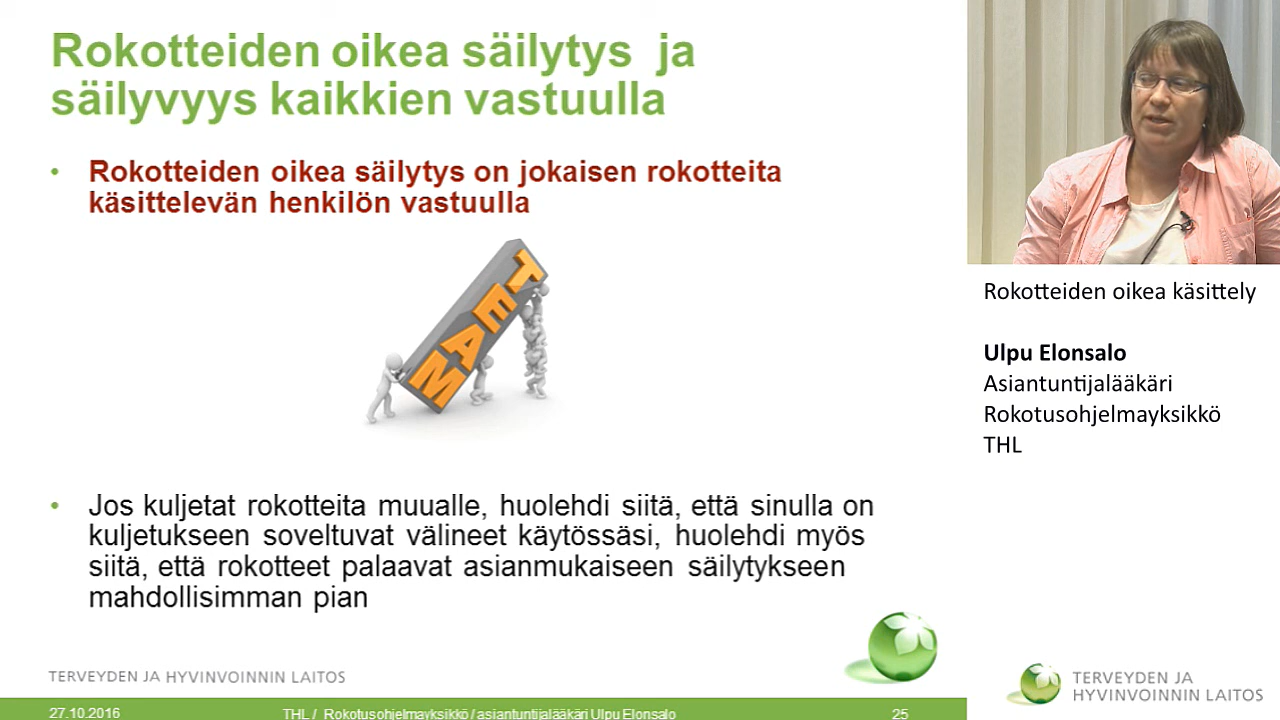 Rokotteiden oikea säilytys ja
säilyvyys kaikkien vastuulla
• Rokotteiden oikea säilytys on jokaisen rokotteita
käsittelevän henkilön vastuulla
TEAM
• Jos kuljetat rokotteita muualle, huolehdi siitä, että sinulla on
kuljetukseen soveltuvat välineet käytössäsi, huolehdi myös
siitä, että rokotteet palaavat asianmukaiseen säilytykseen
mahdollisimman pian
TERVEYDEN JA HYVINVOINNIN LAITOS
27.10.2016 THL / Rokotusohjelmayksikkö / asiantuntijalääkäri Ulpu Elonsalo 25
Rokotteiden oikea käsittely
Ulpu Elonsalo
Asiantuntijalääkäri
Rokotusohjelmayksikkö
THL
TERVEYDEN JA
HYVINVOINNIN LAITOS